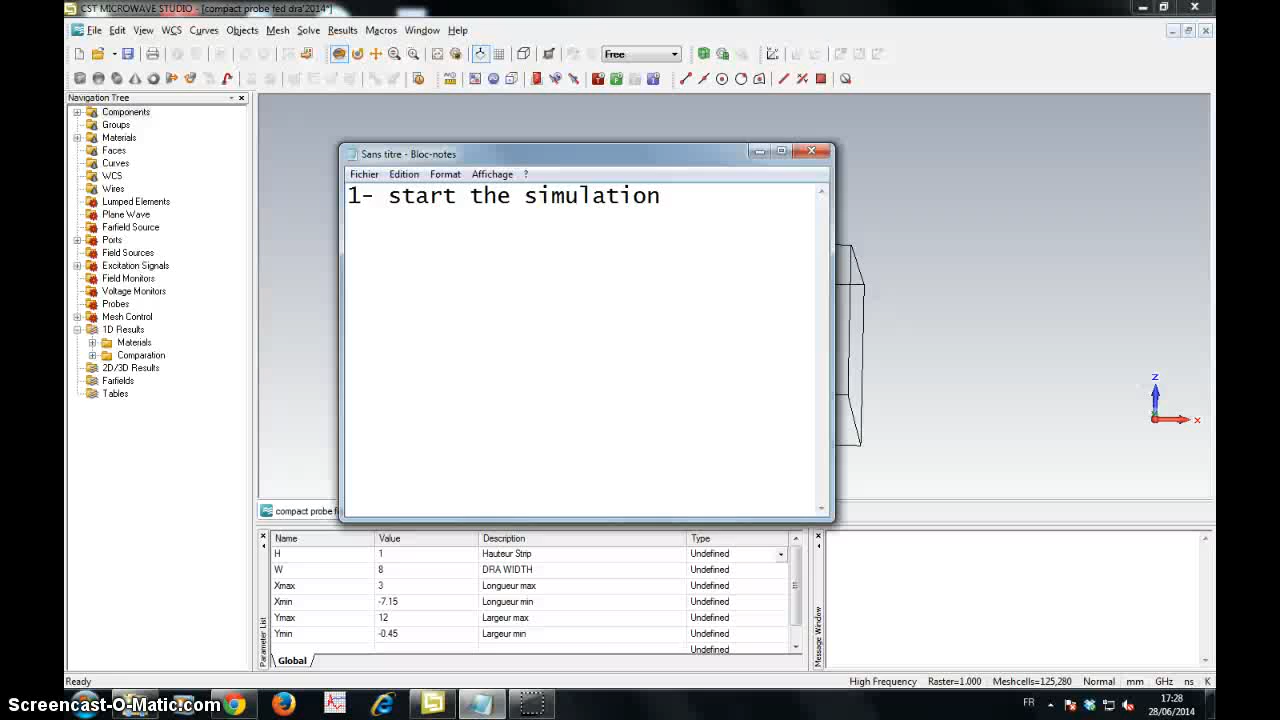 CST MICROWAVE STUDIO - [compact probe fed dra'2014*]
File Edit View WCS Curves Objects Mesh Solve Results Macros Window Help
Free
Navigation Tree
Components
Groups
Materials
Faces
Curves
WCS
Wires
Lumped Elements
Plane Wave
Farfield Source
Ports
Field Sources
Excitation Signals
Field Monitors
Voltage Monitors
Probes
Mesh Control
1D Results
Materials
Comparation
2D/3D Results
Farfields
Tables
Sans titre - Bloc-notes
Fichier Edition Format Affichage ?
1- start the simulation
z
x
compact probe f
Parameter List
Name Value Description Type
H 1 Hauteur Strip Undefined
W 8 DRA WIDTH Undefined
Xmax 3 Longueur max Undefined
Xmin -7.15 Longueur min Undefined
Ymax 12 Largeur max Undefined
Ymin -0.45 Largeur min Undefined
Undefined
Global
Message Window
Ready High Frequency Raster=1.000 Meshcells=125,280 Normal mm GHz ns K
Screencast-O-Matic.com
FR
17:28
28/06/2014